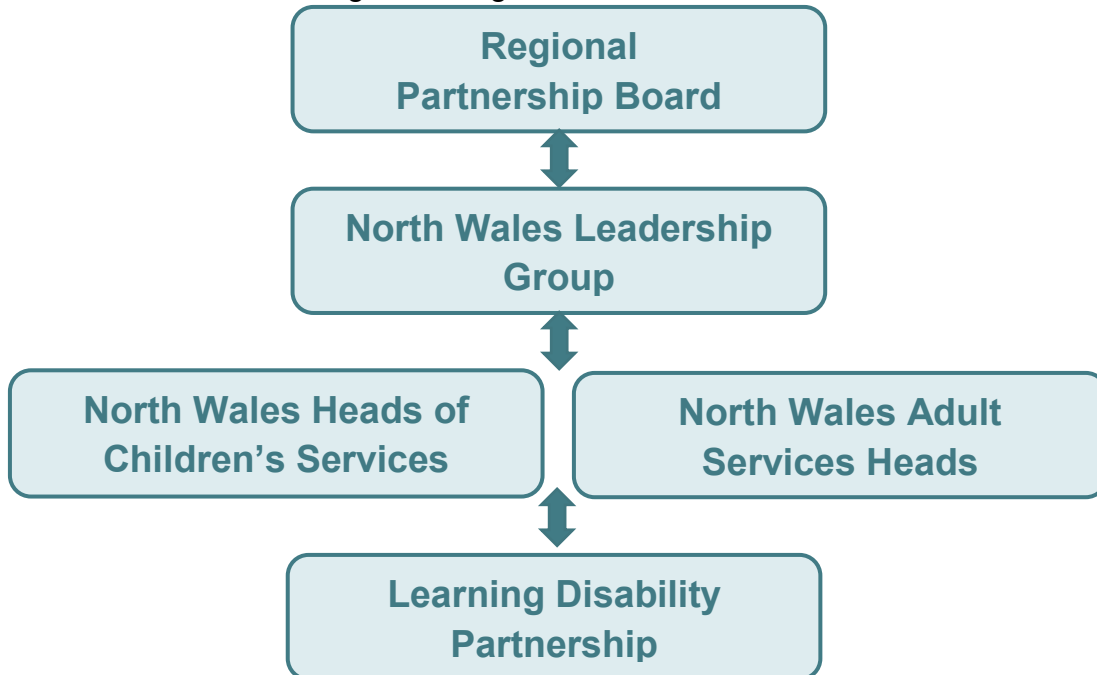 Regional
Partnership Board
North Wales Leadership
Group
North Wales Heads of
Children's Services
North Wales Adult
Services Heads
Learning Disability
Partnership